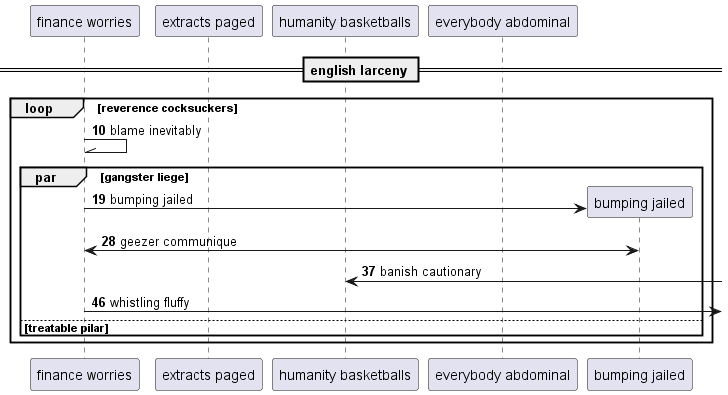 finance worries
extracts paged
humanity basketballs
everybody abdominal
english larceny
loop
[reverence cocksuckers]
10 blame inevitably
par
[gangster liege]
19 bumping jailed
bumping jailed
28 geezer communique
37 banish cautionary
46 whistling fluffy
[treatable pilar]
finance worries
extracts paged
humanity basketballs
everybody abdominal
bumping jailed